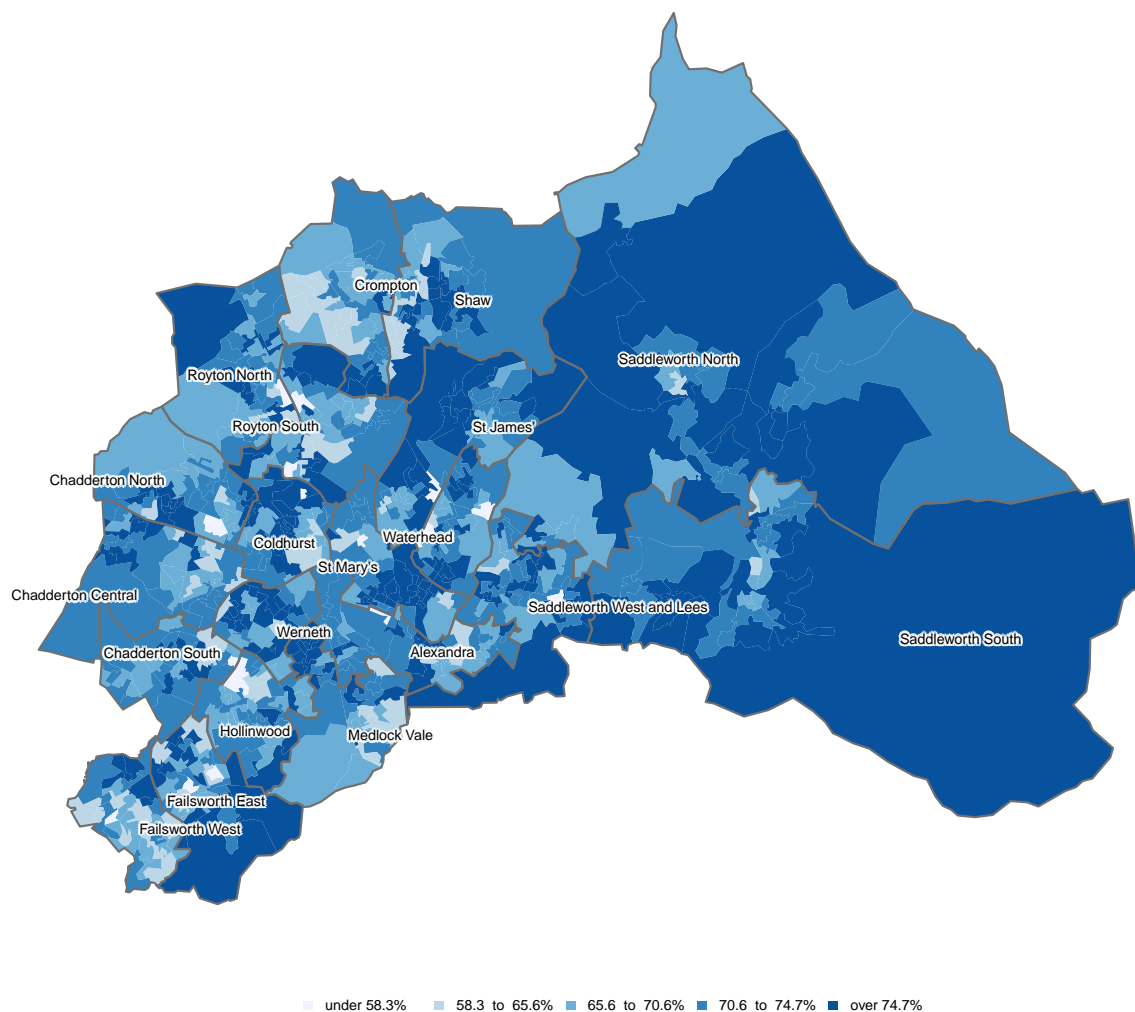 Crompton
Shaw
Saddleworth North
Royton North
Royton South
St James'
Chadderton North
Waterhead
Coldhurst
St Mary's
Chadderton Central
Saddleworth West and Lees
Werneth
Saddleworth South
Chadderton South
Alexandra
Hollinwood
Medlock Vale
Failsworth East
Failsworth West
under 58.3% 58.3 to 65.6% 65.6 to 70.6% 70.6 to 74.7% over 74.7%